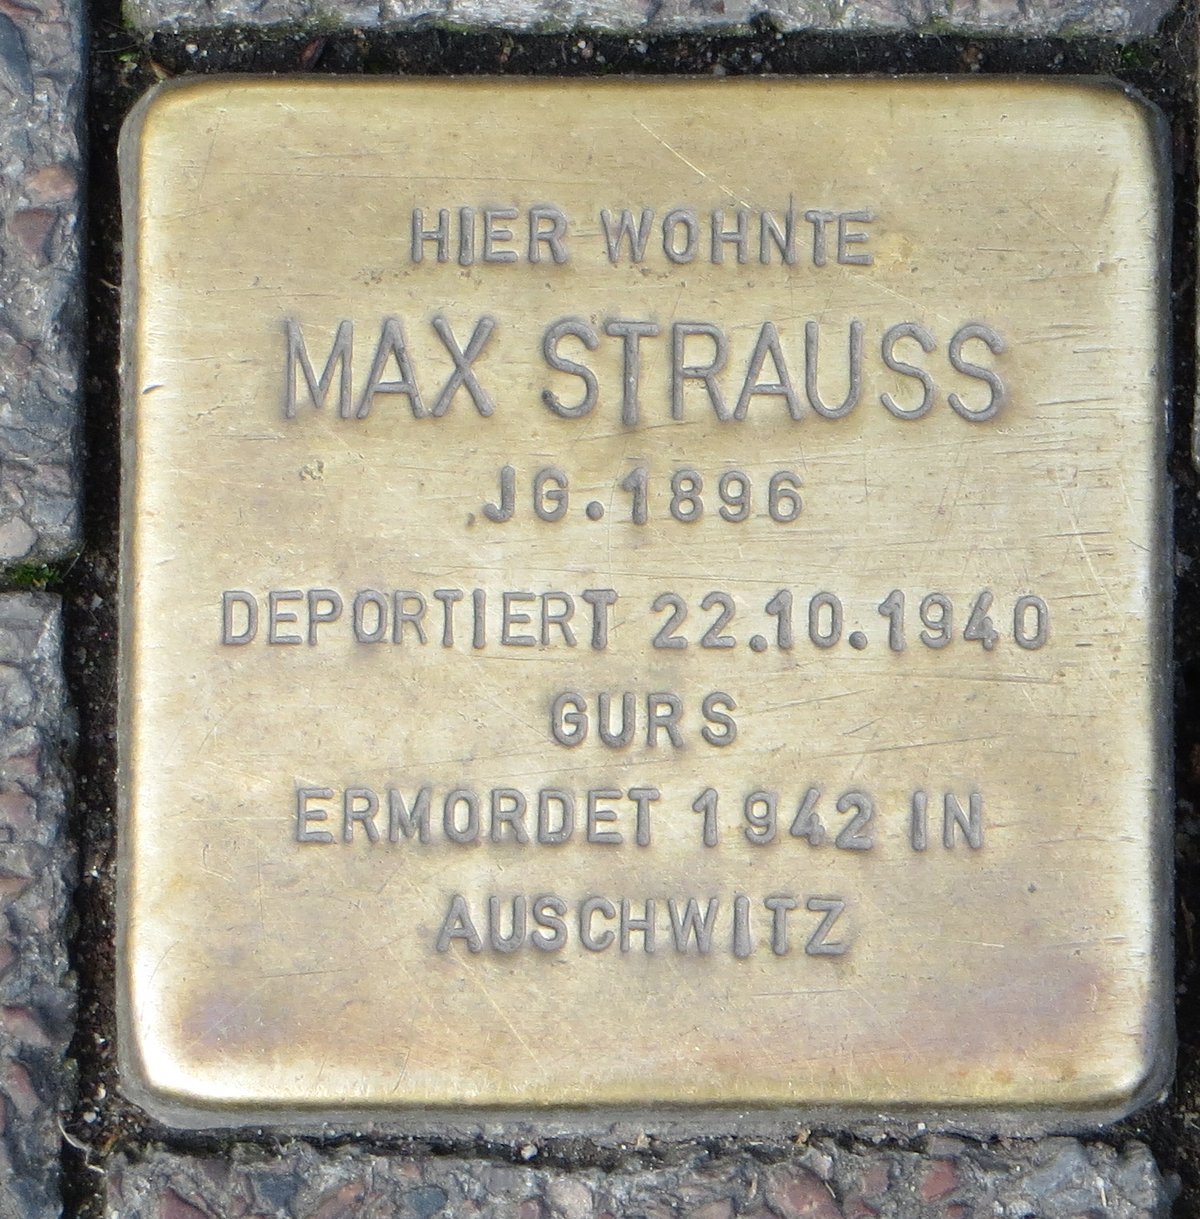 HIER WOHNTE
MAX STRAUSS
JG.1896
DEPORTIERT 22.10.1940
GURS
ERMORDET 1942 IN
AUSCHWITZ